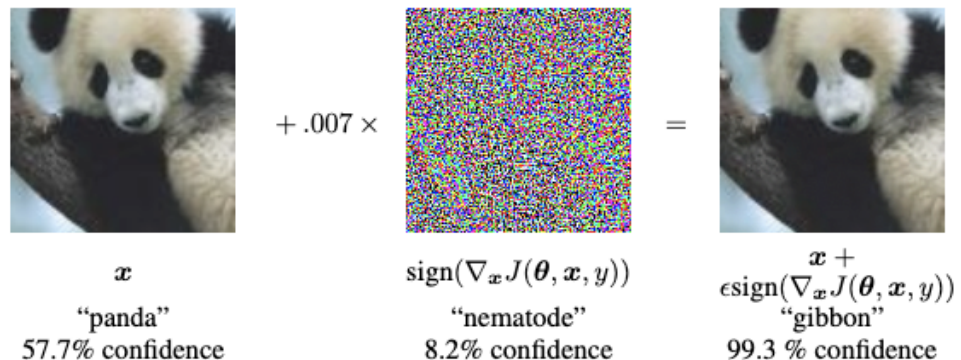 + .007 ×
=
x
sign(∇ₓJ(θ, x, y))
x +
ϵsign(∇ₓJ(θ, x, y))
“panda”
“nematode”
“gibbon”
57.7% confidence
8.2% confidence
99.3 % confidence